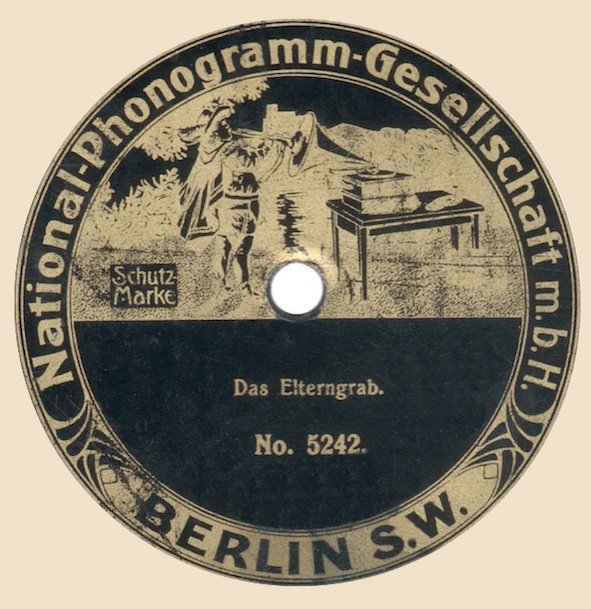 National-Phonogramm-Gesellschaft m.b.H.
Schutz
Marke
Das Elterngrab.
No. 5242.
BERLIN S.W.